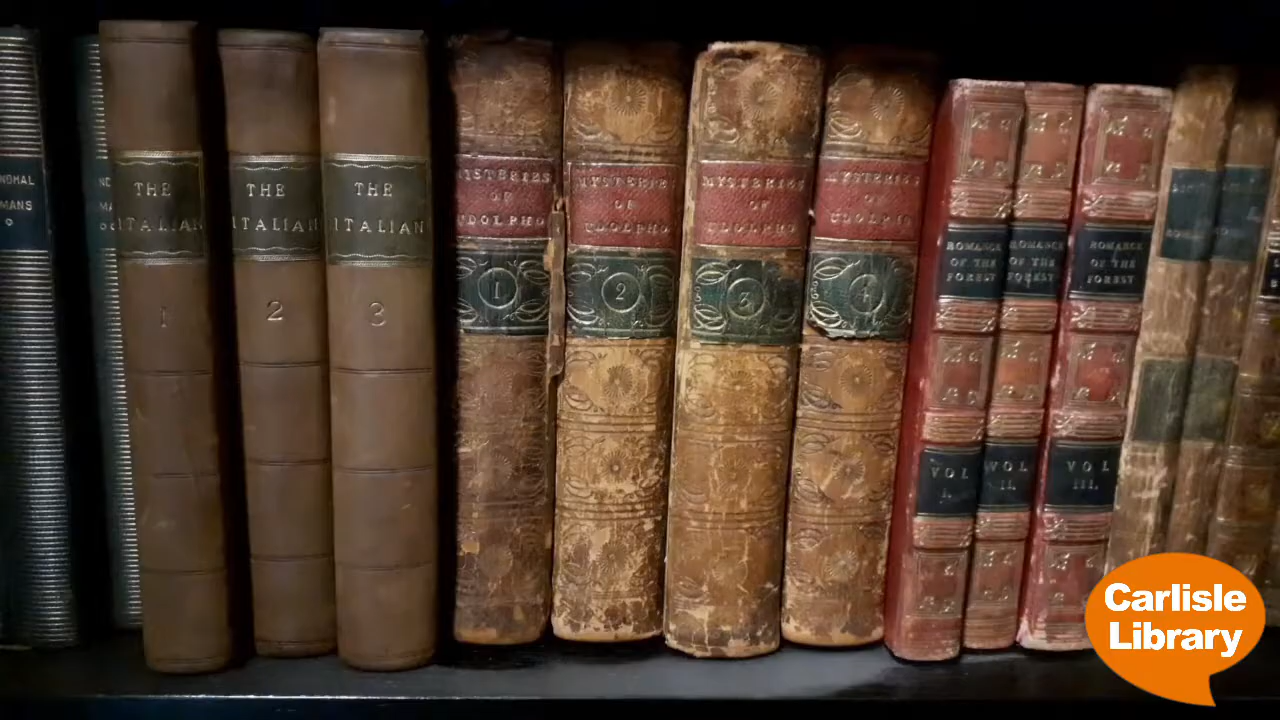 THE
ITALIAN
1
THE
ITALIAN
2
THE
ITALIAN
3
MYSTERIES
OF
UDOLPHO
1
MYSTERIES
OF
UDOLPHO
2
MYSTERIES
OF
UDOLPHO
3
MYSTERIES
OF
UDOLPHO
4
ROMANCE
OF THE
FOREST
VOL
I.
ROMANCE
OF THE
FOREST
VOL
II.
ROMANCE
OF THE
FOREST
VOL
III.
Carlisle
Library